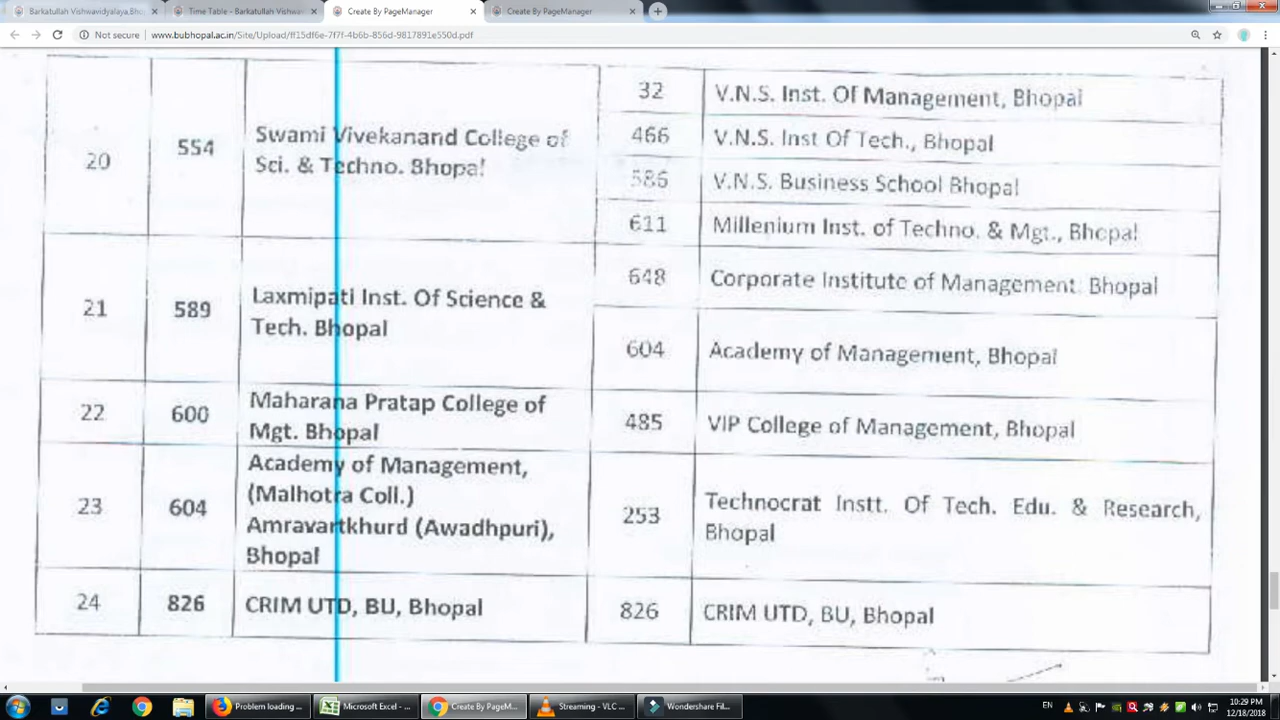 Barkatullah Vishwavidyalaya,Bho
Time Table - Barkatullah Vishwav
Create By PageManager
Create By PageManager
Not secure
www.bubhopal.ac.in/Site/Upload/ff15df6e-7f7f-4b6b-856d-9817891e550d.pdf
20
554
Swami Vivekanand College of
Sci. & Techno. Bhopal
32
V.N.S. Inst. Of Management, Bhopal
466
V.N.S. Inst Of Tech., Bhopal
586
V.N.S. Business School Bhopal
611
Millenium Inst. of Techno. & Mgt., Bhopal
21
589
Laxmipati Inst. Of Science &
Tech. Bhopal
648
Corporate Institute of Management, Bhopal
604
Academy of Management, Bhopal
22
600
Maharana Pratap College of
Mgt. Bhopal
485
VIP College of Management, Bhopal
23
604
Academy of Management,
(Malhotra Coll.)
Amravartkhurd (Awadhpuri),
Bhopal
253
Technocrat Instt. Of Tech. Edu. & Research,
Bhopal
24
826
CRIM UTD, BU, Bhopal
826
CRIM UTD, BU, Bhopal
Problem loading ...
Microsoft Excel - ...
Create By PageM...
Streaming - VLC ...
Wondershare Fil...
EN
10:29 PM
12/18/2018